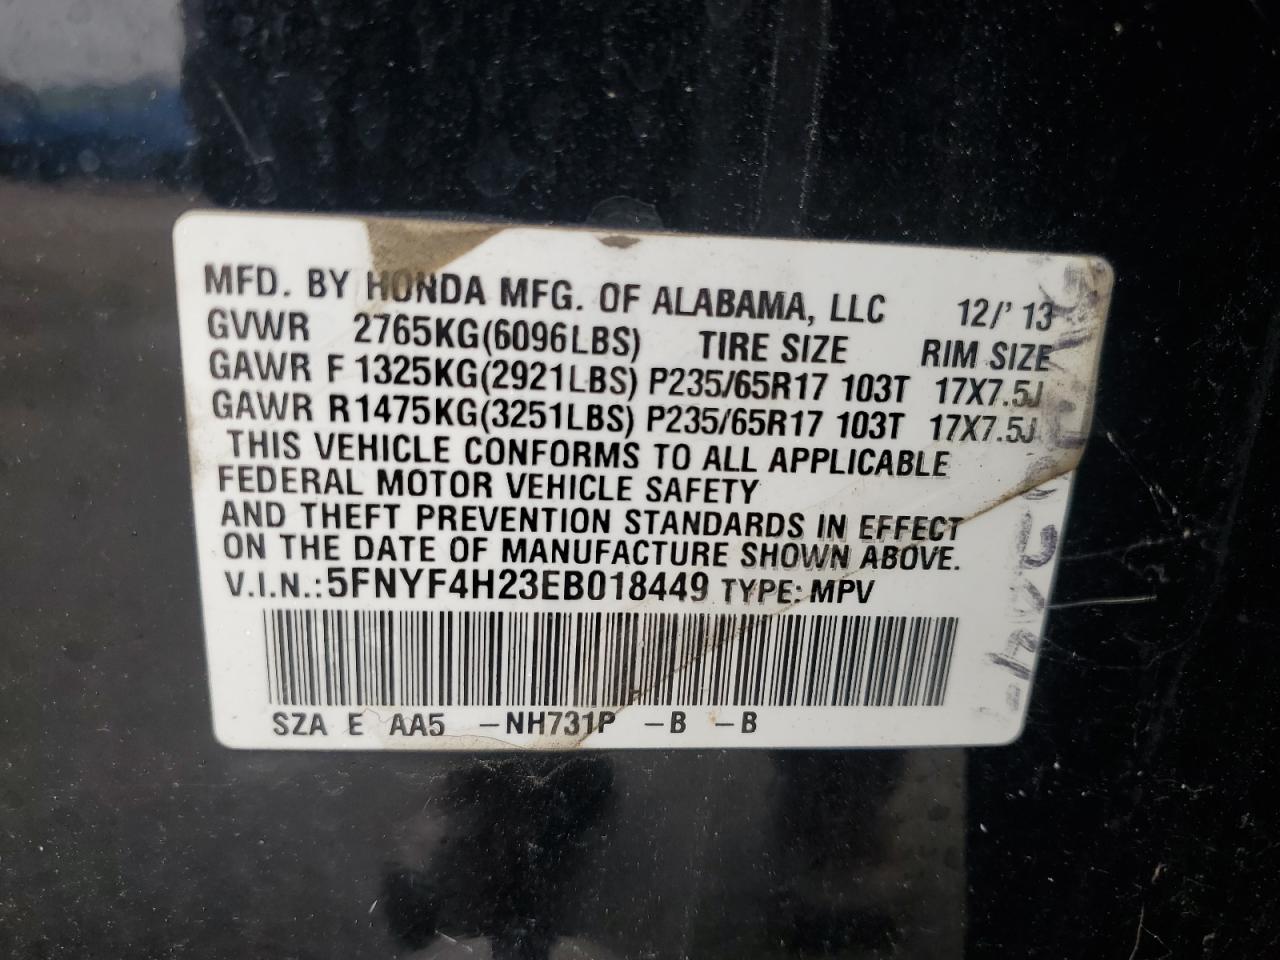 MFD. BY HONDA MFG. OF ALABAMA, LLC 12/'13
GVWR 2765KG(6096LBS) TIRE SIZE RIM SIZE
GAWR F 1325KG(2921LBS) P235/65R17 103T 17X7.5J
GAWR R1475KG(3251LBS) P235/65R17 103T 17X7.5J
THIS VEHICLE CONFORMS TO ALL APPLICABLE
FEDERAL MOTOR VEHICLE SAFETY
AND THEFT PREVENTION STANDARDS IN EFFECT
ON THE DATE OF MANUFACTURE SHOWN ABOVE.
V.I.N.:5FNYF4H23EB018449 TYPE: MPV
SZA E AA5 –NH731P –B –B